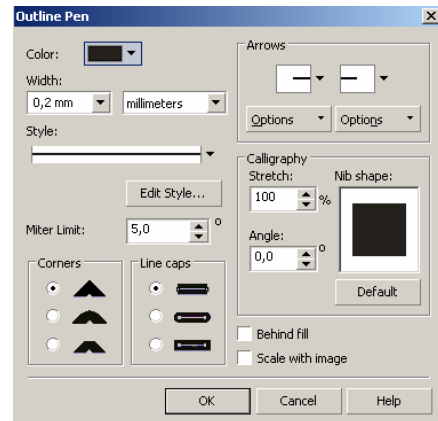 Outline Pen
Color:
Width:
0,2 mm
millimeters
Style:
Edit Style...
Miter Limit:
5,0
°
Corners
Line caps
Arrows
Options
Options
Calligraphy
Stretch:
Nib shape:
100
%
Angle:
0,0
°
Default
Behind fill
Scale with image
OK
Cancel
Help